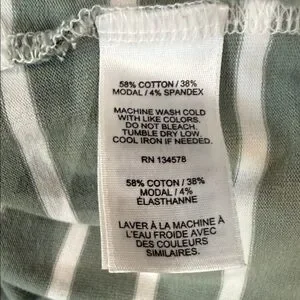 58% COTTON / 38%
MODAL / 4% SPANDEX
MACHINE WASH COLD
WITH LIKE COLORS.
DO NOT BLEACH.
TUMBLE DRY LOW.
COOL IRON IF NEEDED.
RN 134578
58% COTON / 38%
MODAL / 4%
ÉLASTHANNE
LAVER À LA MACHINE À
L'EAU FROIDE AVEC
DES COULEURS
SIMILAIRES.